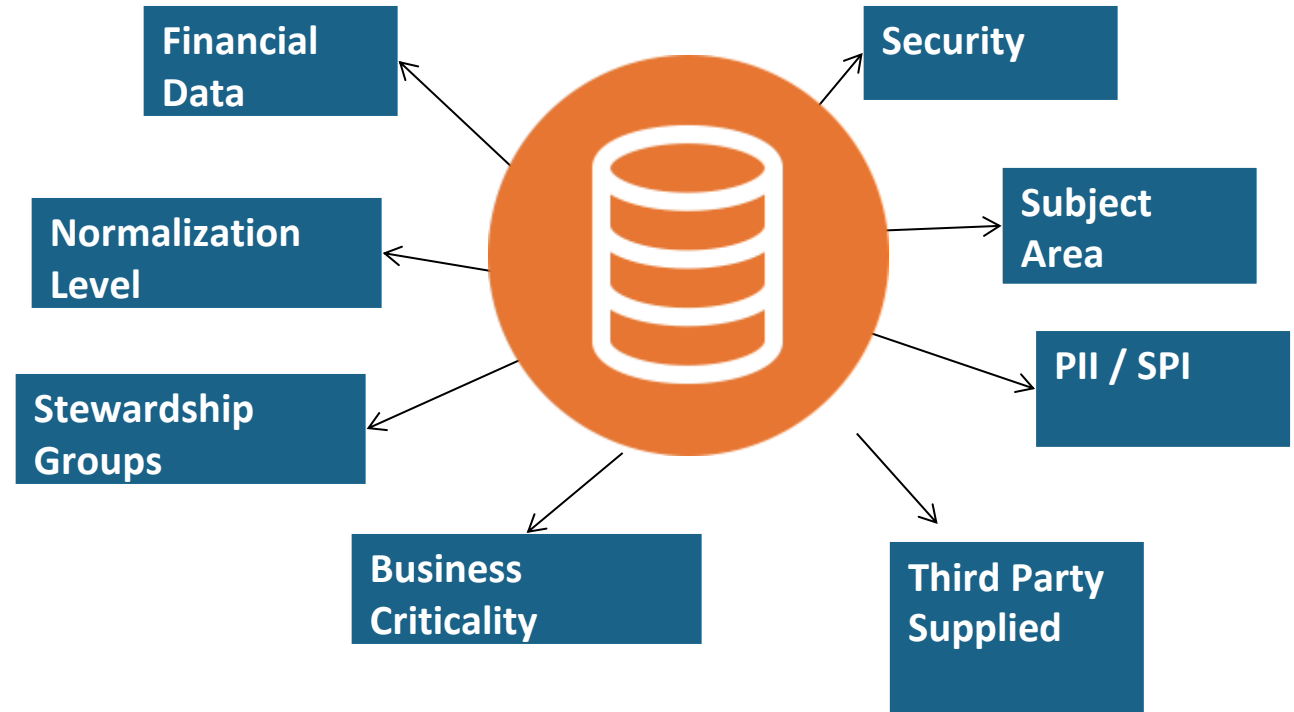 Financial
Data
Security
Normalization
Level
Subject
Area
Stewardship
Groups
PII / SPI
Business
Criticality
Third Party
Supplied